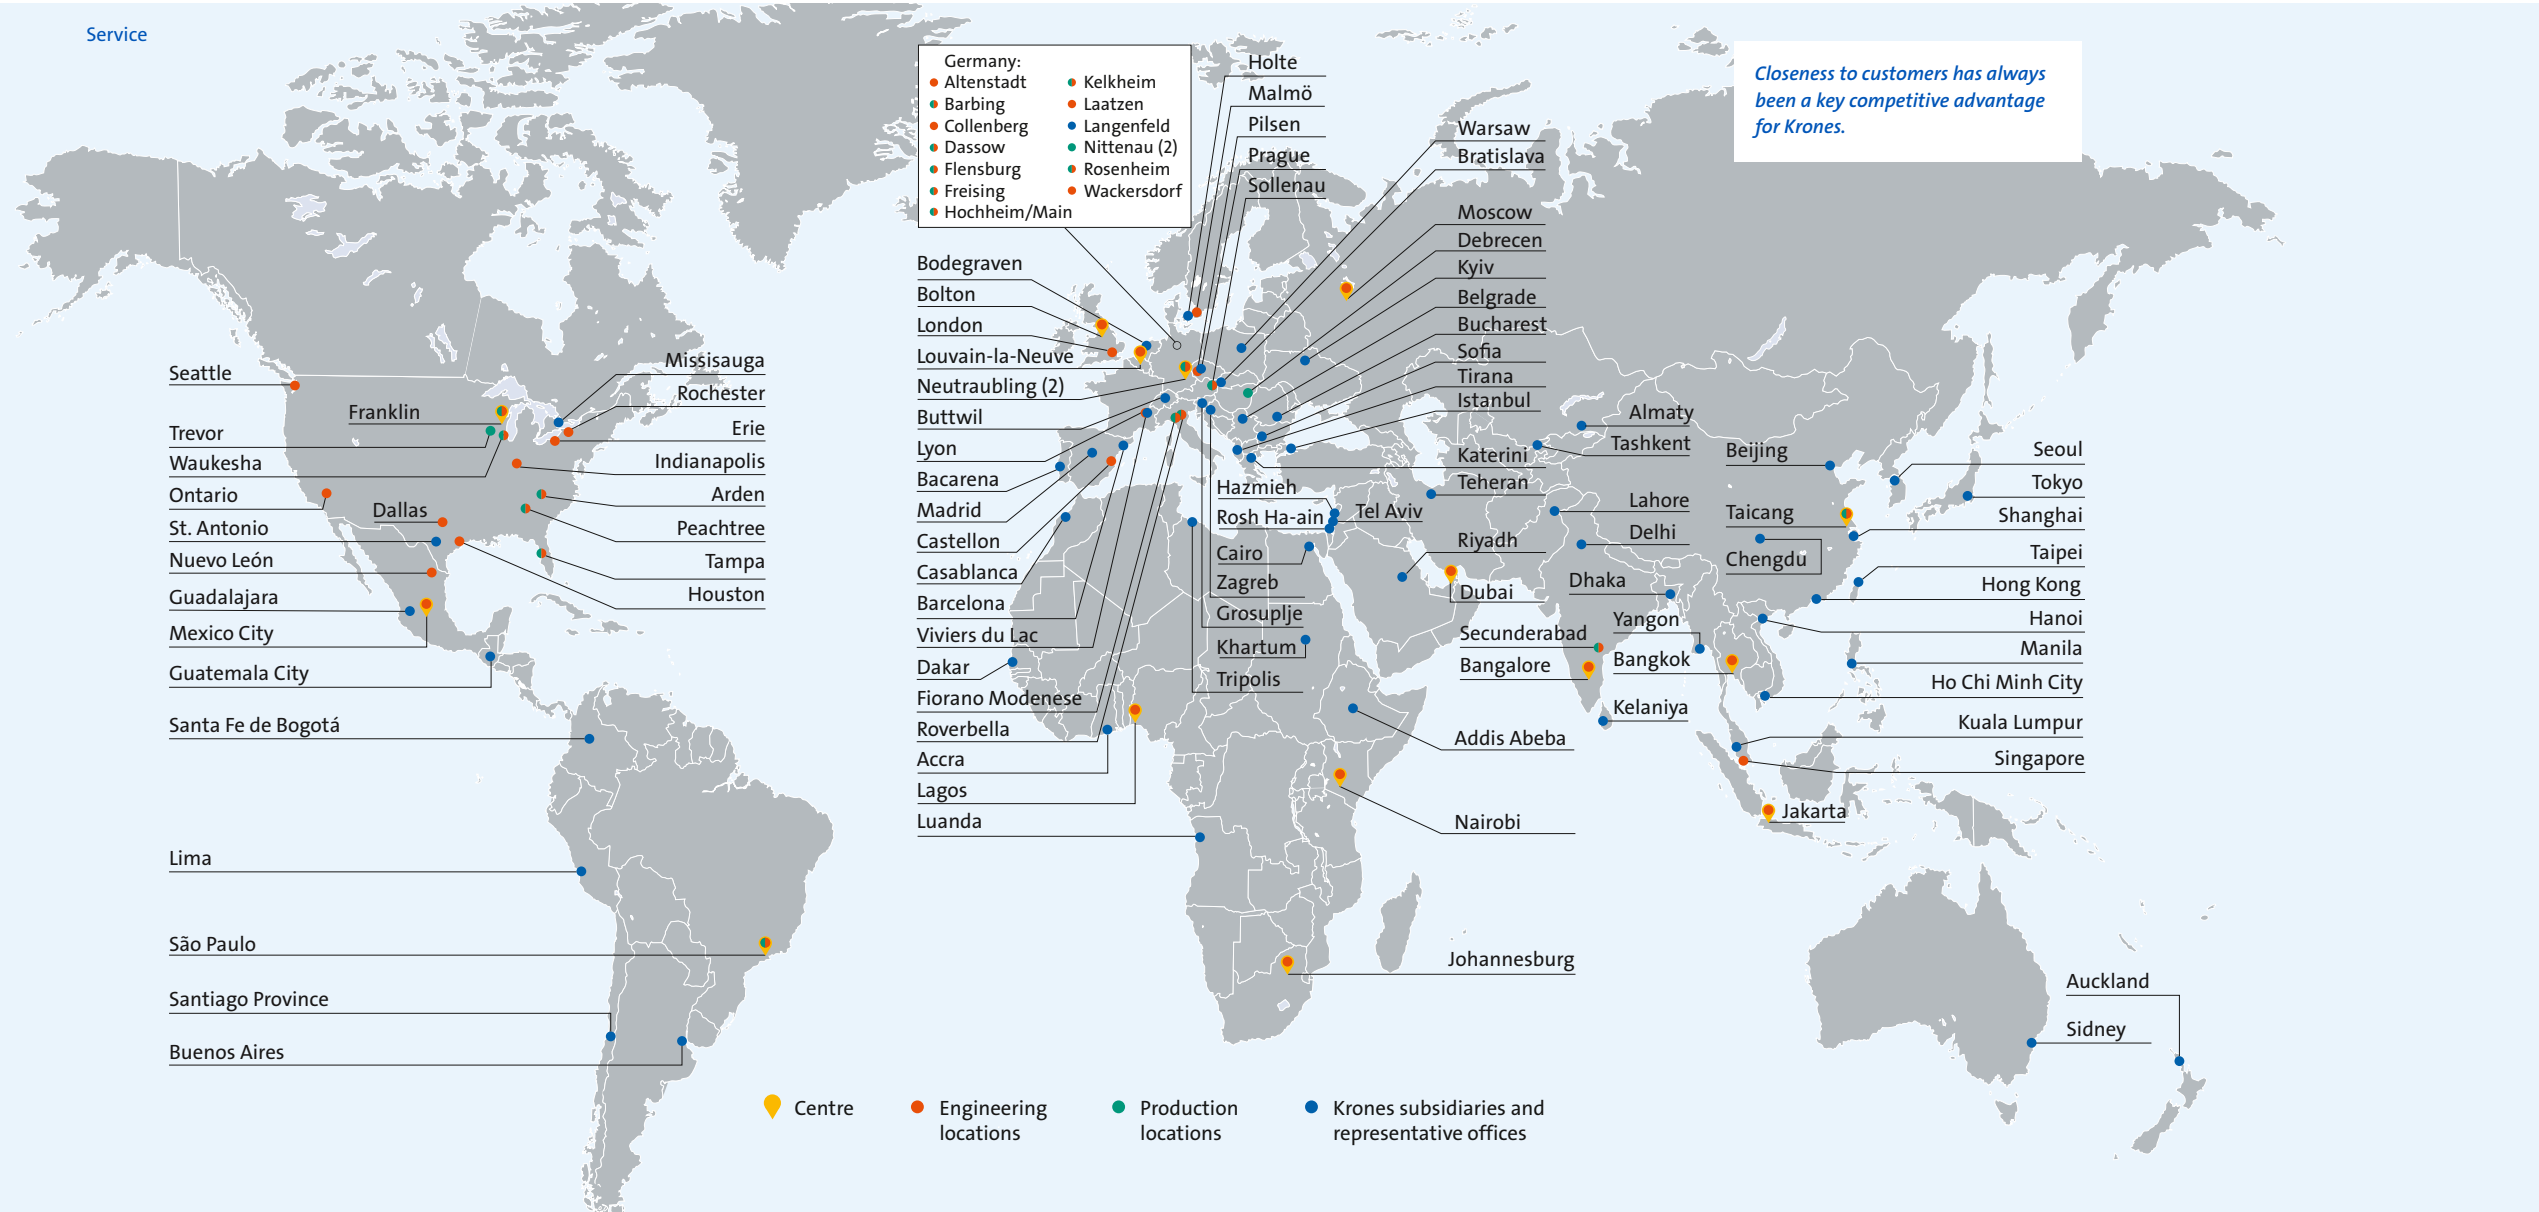 Service
Closeness to customers has always
been a key competitive advantage
for Krones.
Germany:
Altenstadt
Barbing
Collenberg
Dassow
Flensburg
Freising
Hochheim/Main
Kelkheim
Laatzen
Langenfeld
Nittenau (2)
Rosenheim
Wackersdorf
Seattle
Franklin
Trevor
Waukesha
Ontario
Dallas
St. Antonio
Nuevo León
Guadalajara
Mexico City
Guatemala City
Santa Fe de Bogotá
Lima
São Paulo
Santiago Province
Buenos Aires
Missisauga
Rochester
Erie
Indianapolis
Arden
Peachtree
Tampa
Houston
Bodegraven
Bolton
London
Louvain-la-Neuve
Neutraubling (2)
Buttwil
Lyon
Bacarena
Madrid
Castellon
Casablanca
Barcelona
Viviers du Lac
Dakar
Fiorano Modenese
Roverbella
Accra
Lagos
Luanda
Holte
Malmö
Pilsen
Prague
Sollenau
Warsaw
Bratislava
Moscow
Debrecen
Kyiv
Belgrade
Bucharest
Sofia
Tirana
Istanbul
Katerini
Teheran
Hazmieh
Rosh Ha-ain
Tel Aviv
Cairo
Zagreb
Grosuplje
Khartum
Tripolis
Riyadh
Dubai
Secunderabad
Bangalore
Addis Abeba
Nairobi
Johannesburg
Almaty
Tashkent
Lahore
Delhi
Dhaka
Yangon
Bangkok
Kelaniya
Beijing
Taicang
Chengdu
Seoul
Tokyo
Shanghai
Taipei
Hong Kong
Hanoi
Manila
Ho Chi Minh City
Kuala Lumpur
Singapore
Jakarta
Auckland
Sidney
Centre
Engineering
locations
Production
locations
Krones subsidiaries and
representative offices